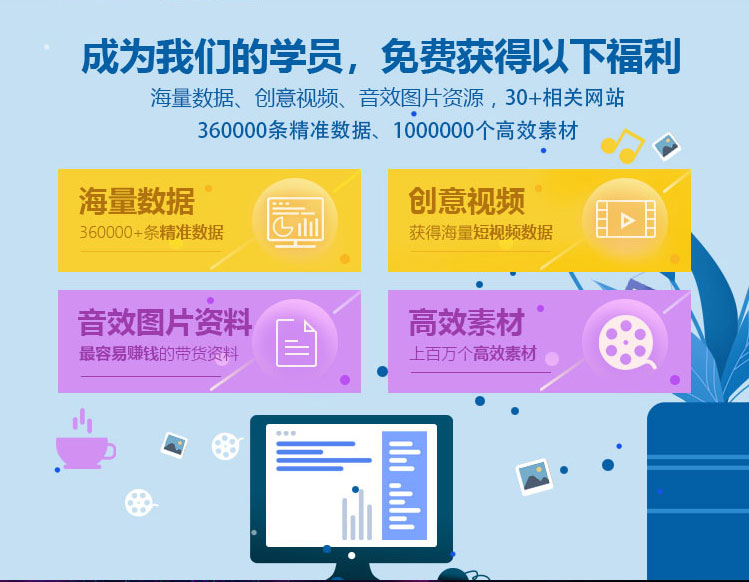 成为我们的学员，免费获得以下福利
海量数据、创意视频、音效图片资源，30+相关网站
360000条精准数据、1000000个高效素材
海量数据
360000+条精准数据
创意视频
获得海量短视频数据
音效图片资料
最容易赚钱的带货资料
高效素材
上百万个高效素材